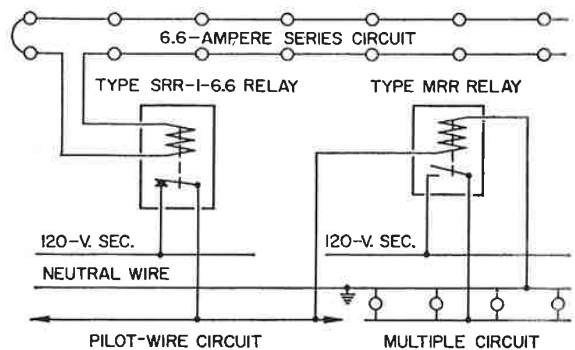 6.6-AMPERE SERIES CIRCUIT
TYPE SRR-1-6.6 RELAY
TYPE MRR RELAY
120-V. SEC.
120-V. SEC.
NEUTRAL WIRE
PILOT-WIRE CIRCUIT
MULTIPLE CIRCUIT